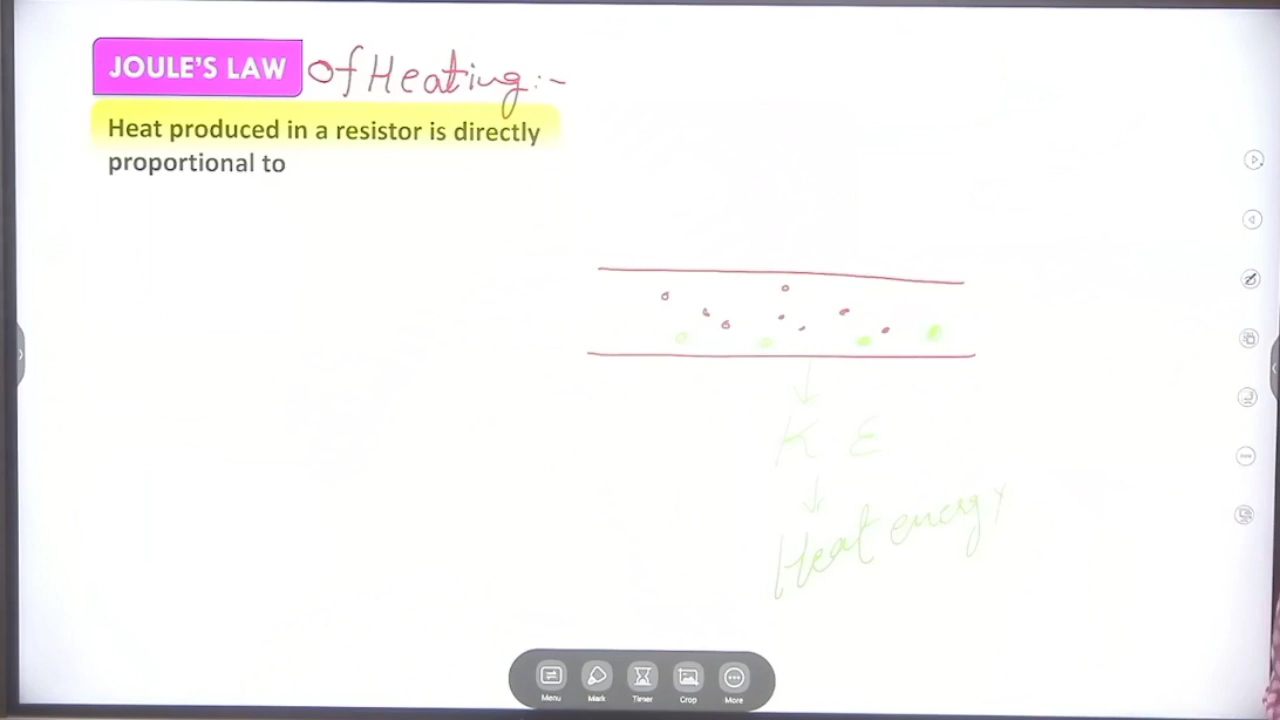 JOULE'S LAW of Heating:-
Heat produced in a resistor is directly
proportional to
K E
Heat energy
Menu Mark Timer Crop More